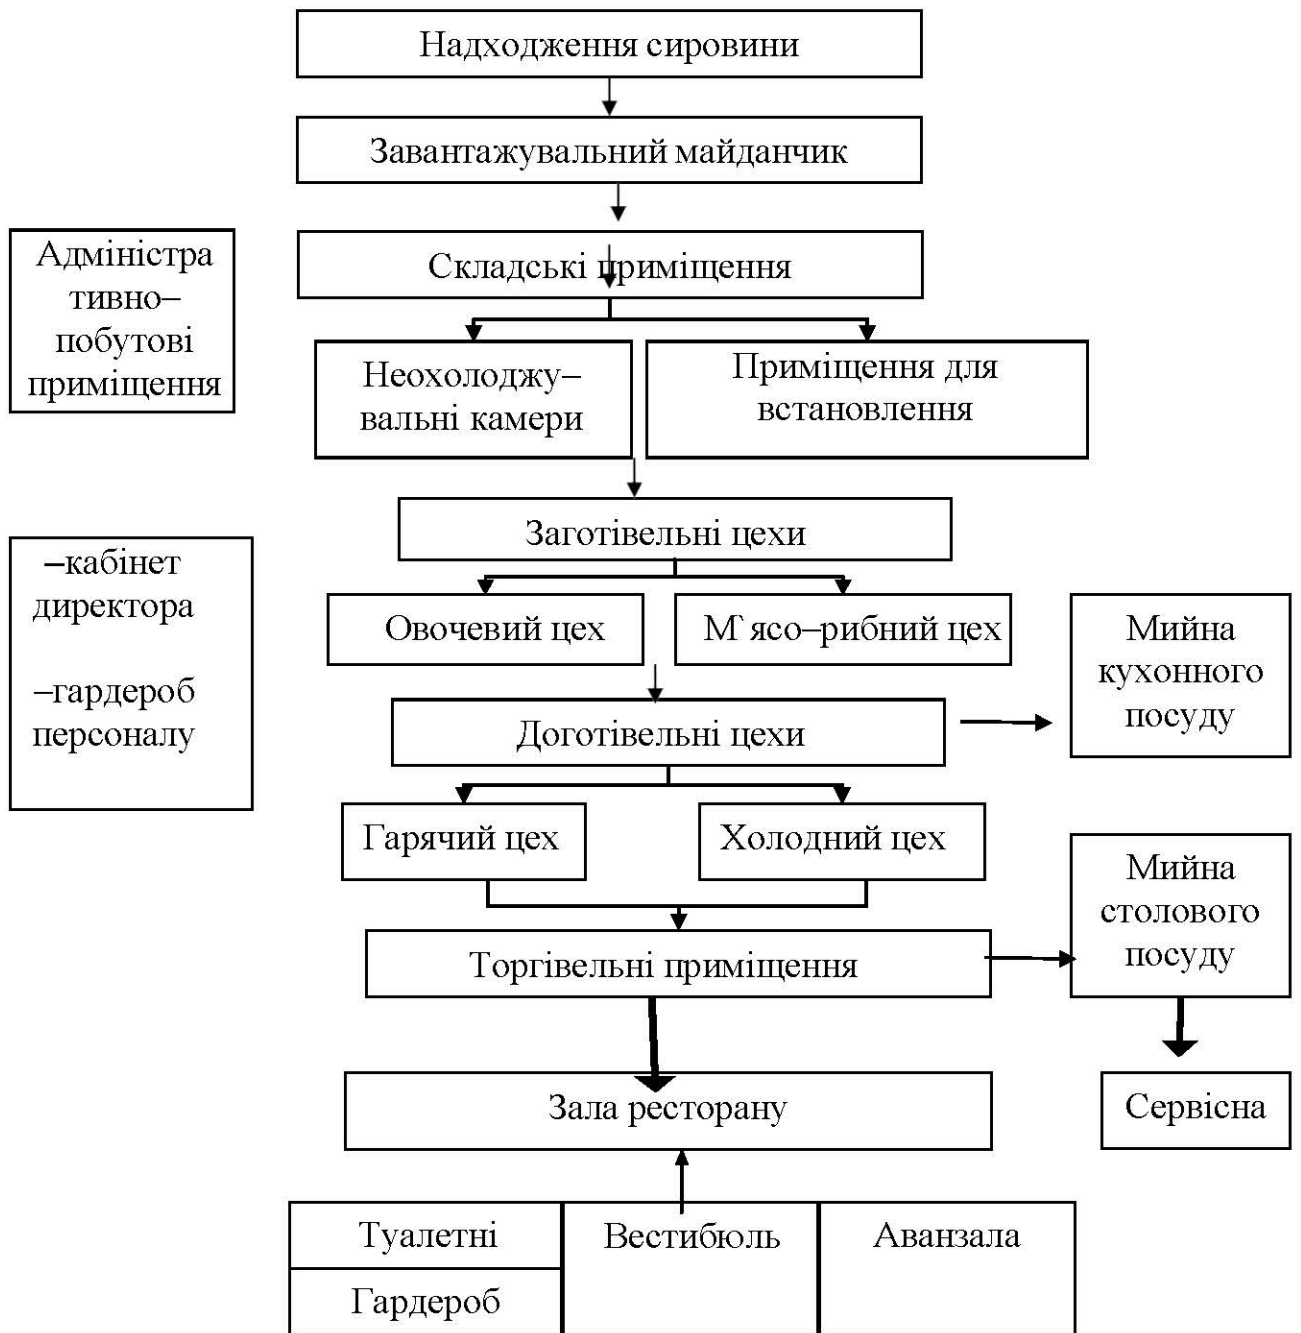 Надходження сировини
Завантажувальний майданчик
Адміністра
тивно–
побутові
приміщення
Складські приміщення
Неохолоджу–
вальні камери
Приміщення для
встановлення
Заготівельні цехи
–кабінет
директора
–гардероб
персоналу
Овочевий цех
М`ясо–рибний цех
Мийна
кухонного
посуду
Доготівельні цехи
Гарячий цех
Холодний цех
Мийна
столового
посуду
Торгівельні приміщення
Зала ресторану
Сервісна
Туалетні
Вестибюль
Аванзала
Гардероб